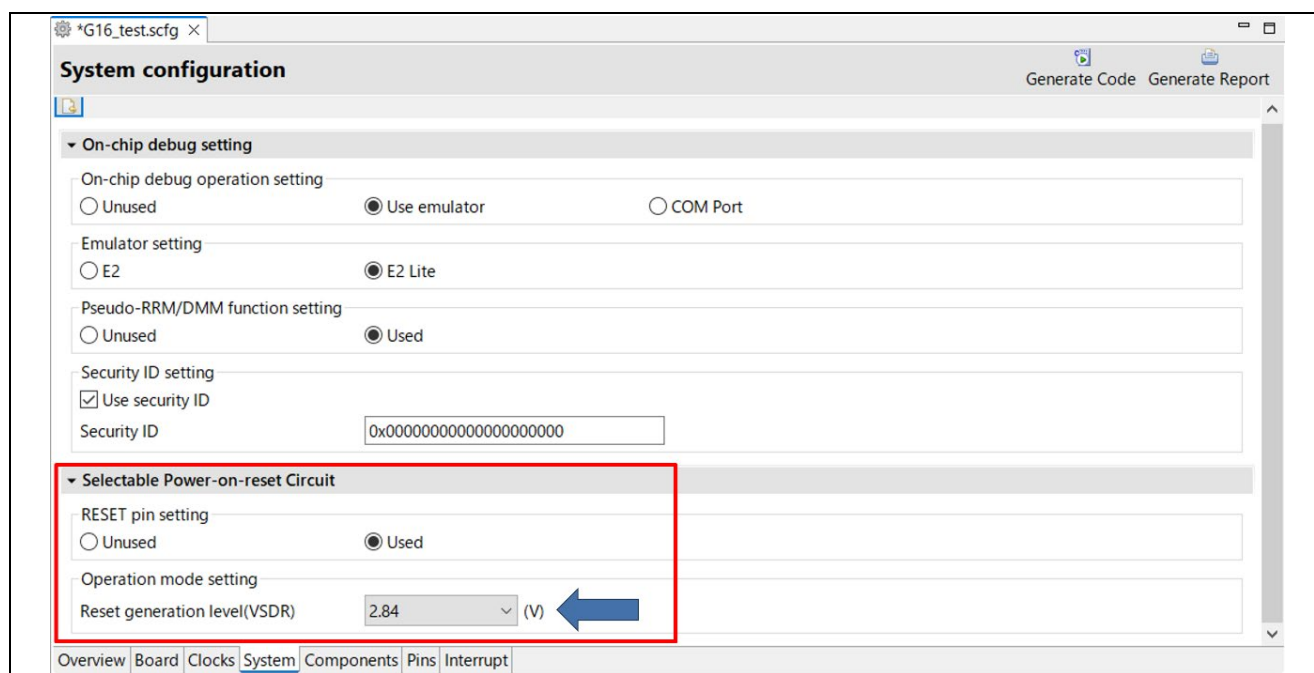 *G16_test.scfg
System configuration
Generate Code Generate Report
On-chip debug setting
On-chip debug operation setting
Unused Use emulator COM Port
Emulator setting
E2 E2 Lite
Pseudo-RRM/DMM function setting
Unused Used
Security ID setting
Use security ID
Security ID 0x00000000000000000000
Selectable Power-on-reset Circuit
RESET pin setting
Unused Used
Operation mode setting
Reset generation level(VSDR) 2.84 (V)
Overview Board Clocks System Components Pins Interrupt